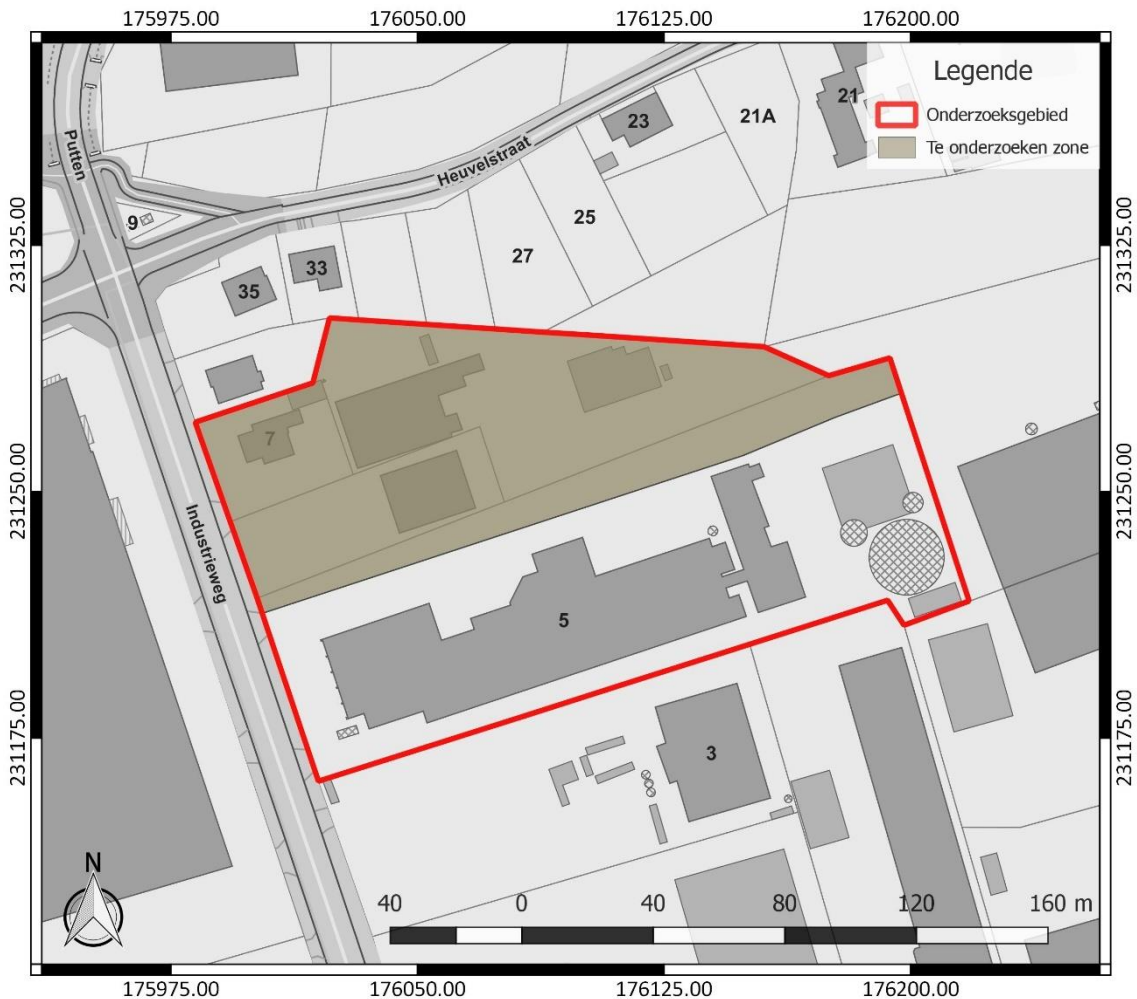 175975.00 176050.00 176125.00 176200.00
Legende
Onderzoeksgebied
Te onderzoeken zone
21
23
21A
Putten
Heuvelstraat
9
25
27
33
35
231325.00 231325.00
7
231250.00 231250.00
Industrieweg
5
231175.00 231175.00
3
N
40 0 40 80 120 160 m
175975.00 176050.00 176125.00 176200.00